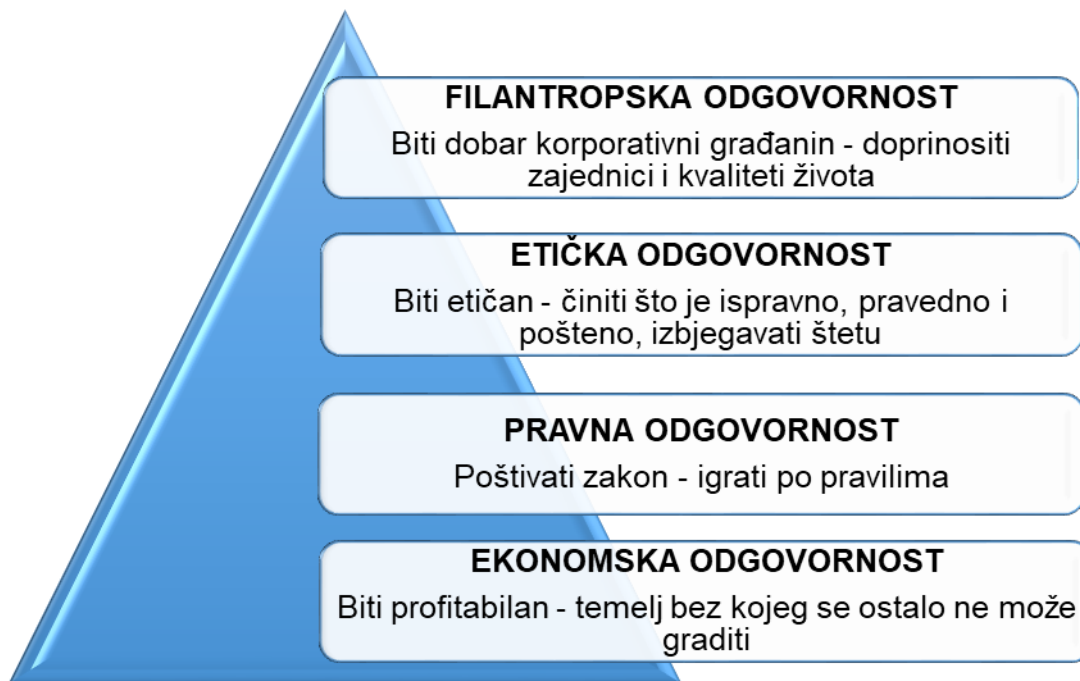 FILANTROPSKA ODGOVORNOST
Biti dobar korporativni građanin - doprinositi
zajednici i kvaliteti života
ETIČKA ODGOVORNOST
Biti etičan - činiti što je ispravno, pravedno i
pošteno, izbjegavati štetu
PRAVNA ODGOVORNOST
Poštivati zakon - igrati po pravilima
EKONOMSKA ODGOVORNOST
Biti profitabilan - temelj bez kojeg se ostalo ne može
graditi